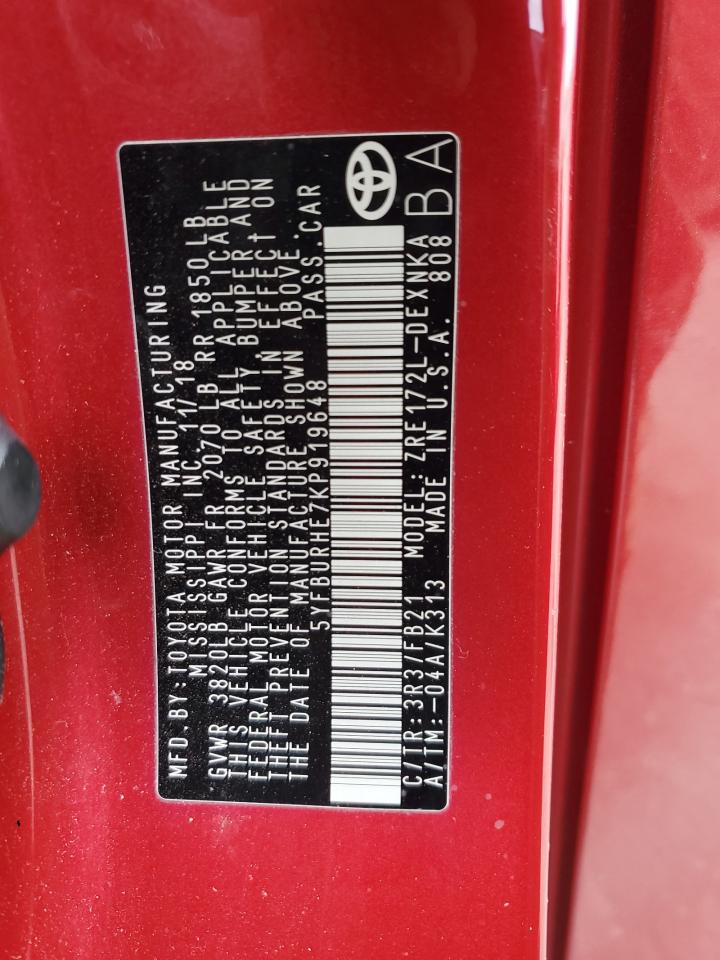 MFD.BY:TOYOTA MOTOR MANUFACTURING
MISSISSIPPI INC. 11/18
GVWR 3820LB GAWR FR 2070 LB RR 1850 LB
THIS VEHICLE CONFORMS TO ALL APPLICABLE
FEDERAL MOTOR VEHICLE SAFETY, BUMPER AND
THEFT PREVENTION STANDARDS IN EFFECT ON
THE DATE OF MANUFACTURE SHOWN ABOVE.
5YFBURHE7KP919648 PASS.CAR
C/TR:3R3/FB21 MODEL: ZRE172L-DEXNKA
A/TM:-04A/K313 MADE IN U.S.A. 808
BA